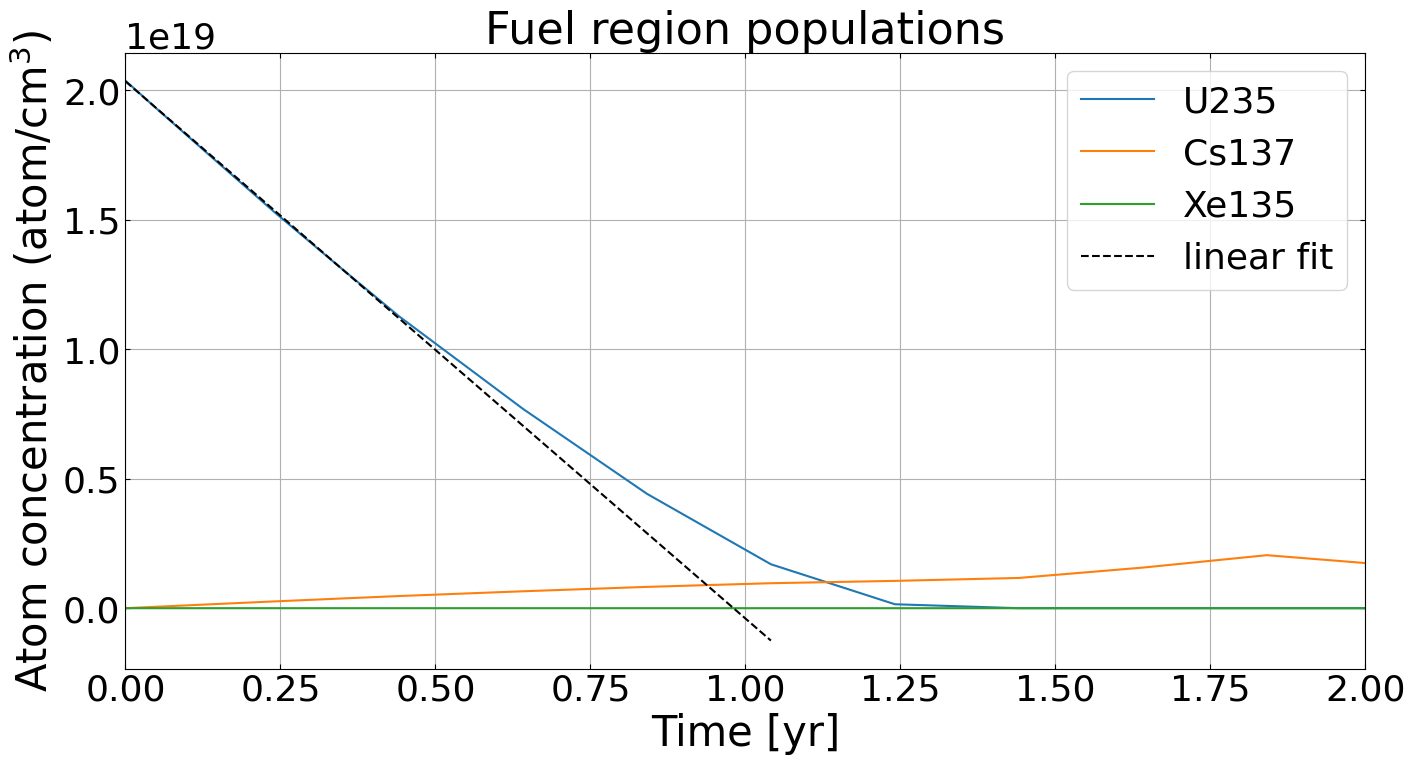 Fuel region populations
1e19
Atom concentration (atom/cm³)
2.0
1.5
1.0
0.5
0.0
U235
Cs137
Xe135
linear fit
0.00 0.25 0.50 0.75 1.00 1.25 1.50 1.75 2.00
Time [yr]